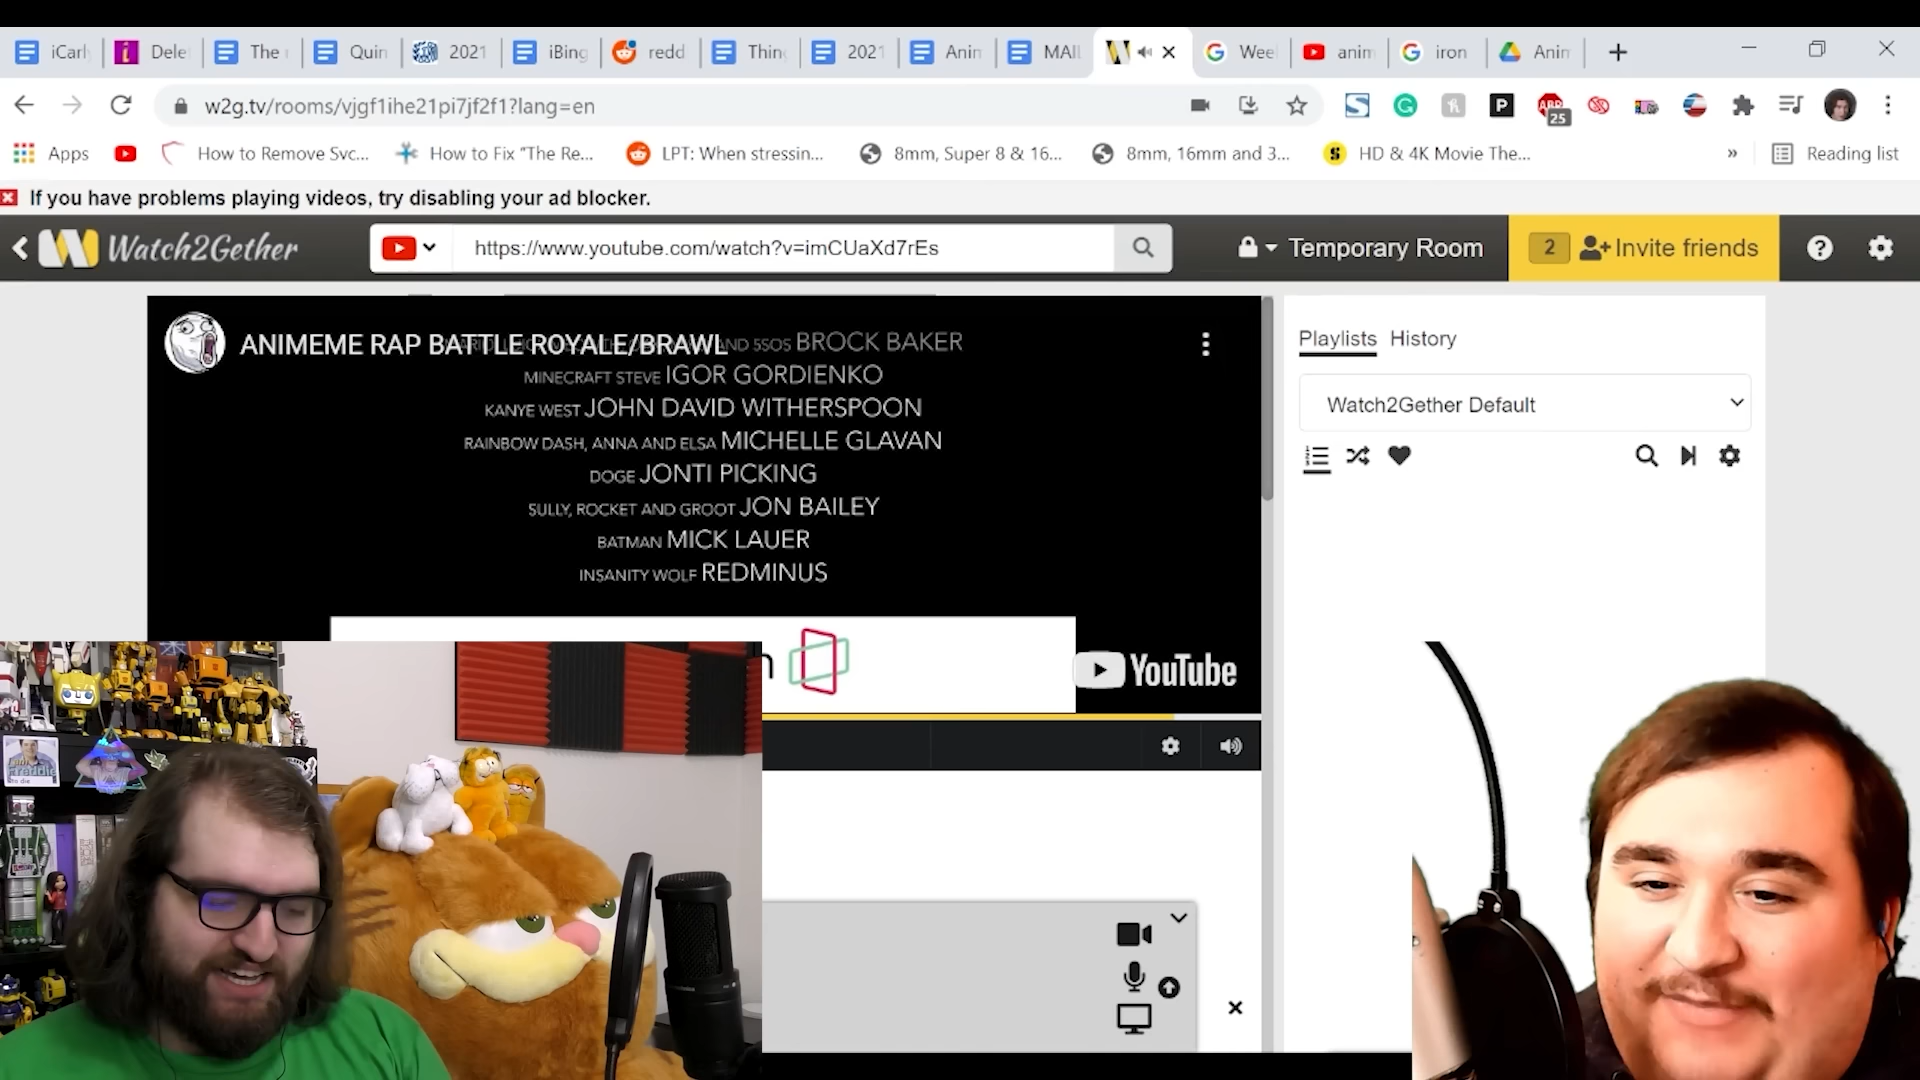 iCarl
Dele
The
Quin
2021
iBing
redd
Thin
2021
Anin
MAIL
Wee
anim
iron
Anin
w2g.tv/rooms/vjgf1ihe21pi7jf2f1?lang=en
25
Apps
How to Remove Svc...
How to Fix "The Re...
LPT: When stressin...
8mm, Super 8 & 16...
8mm, 16mm and 3...
HD & 4K Movie The...
»
Reading list
If you have problems playing videos, try disabling your ad blocker.
Watch2Gether
https://www.youtube.com/watch?v=imCUaXd7rEs
Temporary Room
2
Invite friends
ANIMEME RAP BATTLE ROYALE/BRAWL
AND 5SOS BROCK BAKER
MINECRAFT STEVE IGOR GORDIENKO
KANYE WEST JOHN DAVID WITHERSPOON
RAINBOW DASH, ANNA AND ELSA MICHELLE GLAVAN
DOGE JONTI PICKING
SULLY, ROCKET AND GROOT JON BAILEY
BATMAN MICK LAUER
INSANITY WOLF REDMINUS
YouTube
Playlists History
Watch2Gether Default